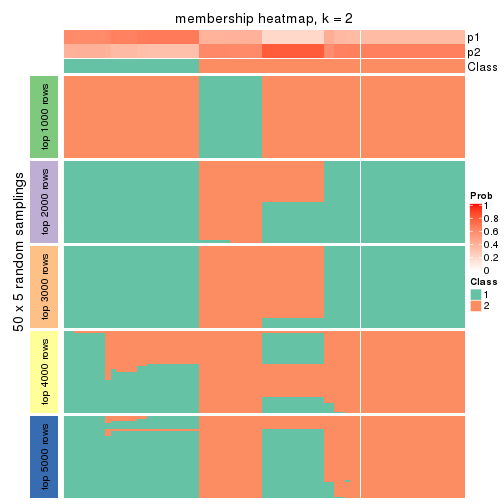 membership heatmap, k = 2
p1
p2
Class
50 x 5 random samplings
top 1000 rows
top 2000 rows
top 3000 rows
top 4000 rows
top 5000 rows
Prob
1
0.8
0.6
0.4
0.2
0
Class
1
2